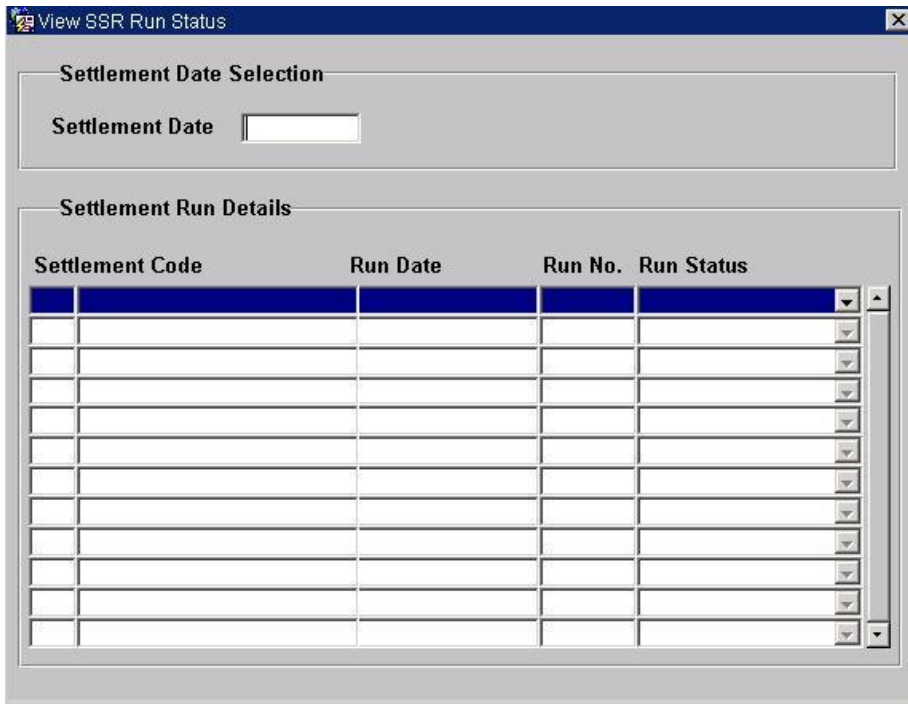 View SSR Run Status
Settlement Date Selection
Settlement Date
Settlement Run Details
Settlement Code Run Date Run No. Run Status